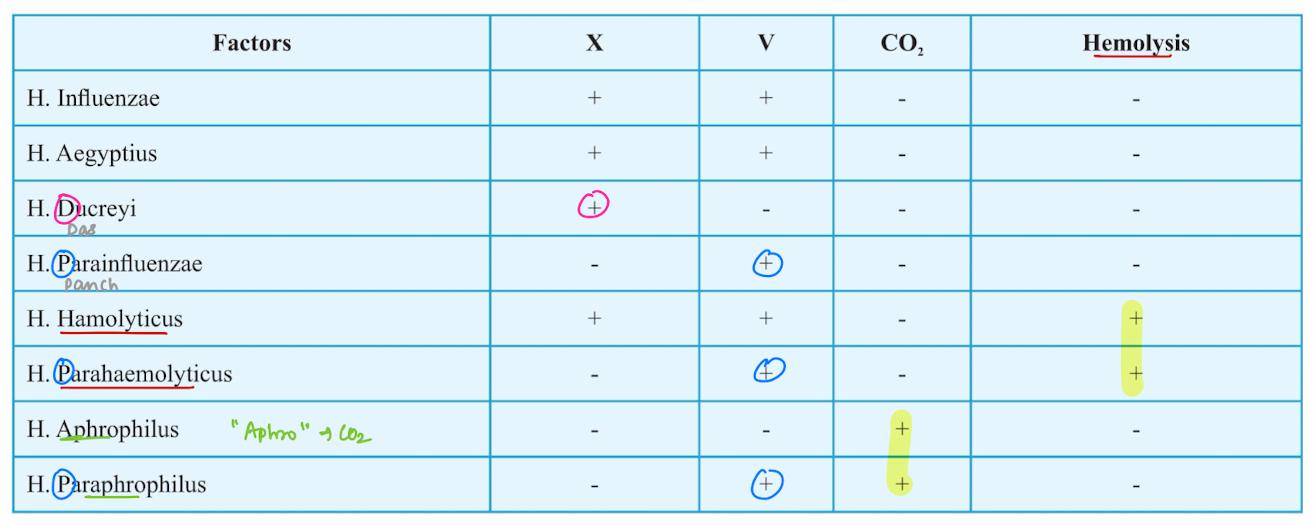 Factors X V CO₂ Hemolysis
H. Influenzae + + - -
H. Aegyptius + + - -
H. Ducreyi + - - -
Das
H. Parainfluenzae - + - -
Panch
H. Hamolyticus + + - +
H. Parahaemolyticus - + - +
H. Aphrophilus "Aphro" → CO₂ - - + -
H. Paraphrophilus - + + -